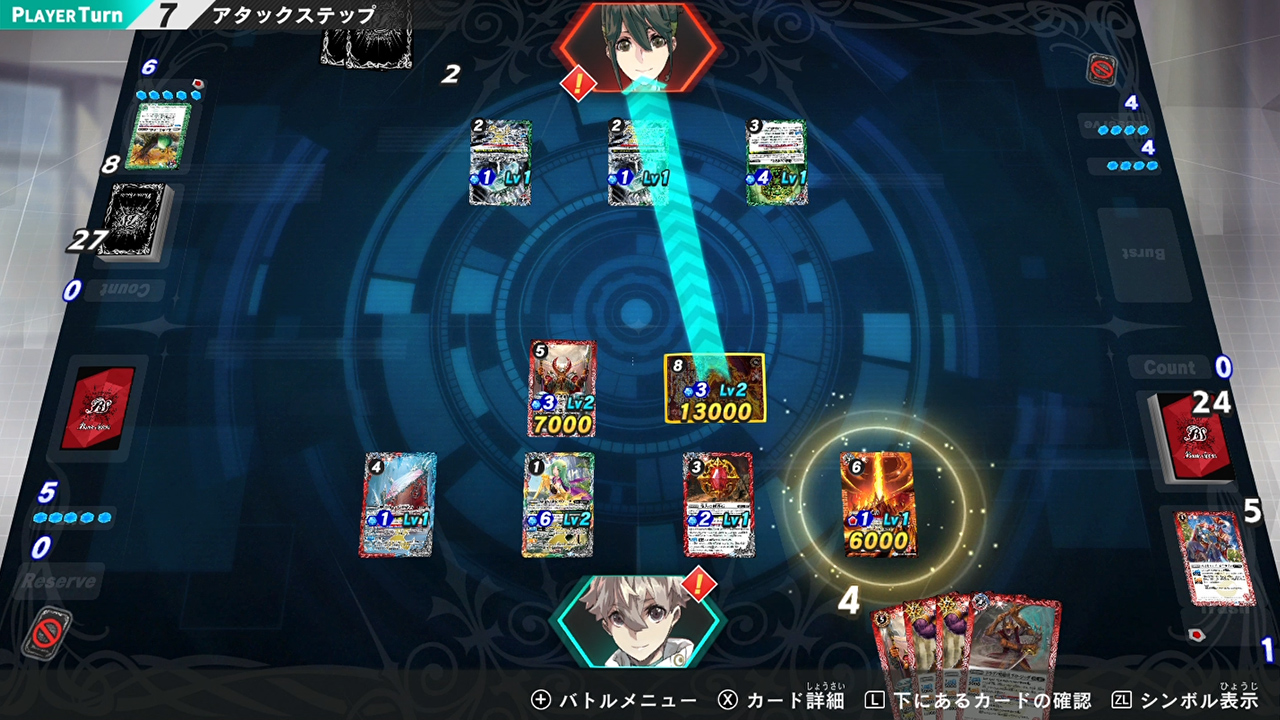 PLAYER TURN 7 アタックステップ
6
2
4
4
8
2 1 Lv1
2 1 Lv1
3 4 Lv1
27
0
Count
Burst
5 3 Lv2
7000
8 3 Lv2
13000
Count 0
24
4 1 Lv1
1 6 Lv2
3 2 Lv1
6 1 Lv1
6000
5
5
0
Reserve
4
1
バトルメニュー
カード詳細
しょうさい
L 下にあるカードの確認
ZL シンボル表示
ひょうじ